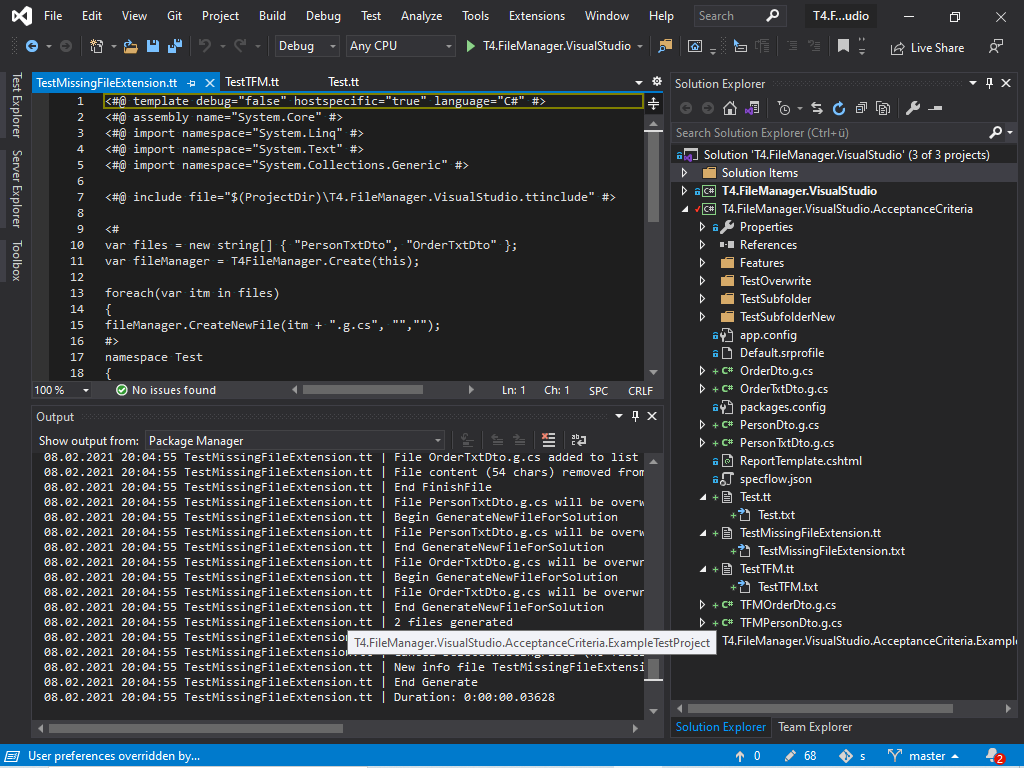 File Edit View Git Project Build Debug Test Analyze Tools Extensions Window Help Search T4.F...udio
Debug Any CPU T4.FileManager.VisualStudio Live Share
Test Explorer
Server Explorer
Toolbox
TestMissingFileExtension.tt TestTFM.tt Test.tt
1 <#@ template debug="false" hostspecific="true" language="C#" #>
2 <#@ assembly name="System.Core" #>
3 <#@ import namespace="System.Linq" #>
4 <#@ import namespace="System.Text" #>
5 <#@ import namespace="System.Collections.Generic" #>
6
7 <#@ include file="$(ProjectDir)\T4.FileManager.VisualStudio.ttinclude" #>
8
9 <#
10 var files = new string[] { "PersonTxtDto", "OrderTxtDto" };
11 var fileManager = T4FileManager.Create(this);
12
13 foreach(var itm in files)
14 {
15 fileManager.CreateNewFile(itm + ".g.cs", "","");
16 #>
17 namespace Test
18 {
100 % No issues found Ln: 1 Ch: 1 SPC CRLF
Output
Show output from: Package Manager
08.02.2021 20:04:55 TestMissingFileExtension.tt | File OrderTxtDto.g.cs added to list
08.02.2021 20:04:55 TestMissingFileExtension.tt | File content (54 chars) removed from
08.02.2021 20:04:55 TestMissingFileExtension.tt | End FinishFile
08.02.2021 20:04:55 TestMissingFileExtension.tt | File PersonTxtDto.g.cs will be overw
08.02.2021 20:04:55 TestMissingFileExtension.tt | Begin GenerateNewFileForSolution
08.02.2021 20:04:55 TestMissingFileExtension.tt | File PersonTxtDto.g.cs will be overw
08.02.2021 20:04:55 TestMissingFileExtension.tt | End GenerateNewFileForSolution
08.02.2021 20:04:55 TestMissingFileExtension.tt | File OrderTxtDto.g.cs will be overwr
08.02.2021 20:04:55 TestMissingFileExtension.tt | Begin GenerateNewFileForSolution
08.02.2021 20:04:55 TestMissingFileExtension.tt | File OrderTxtDto.g.cs will be overwr
08.02.2021 20:04:55 TestMissingFileExtension.tt | End GenerateNewFileForSolution
08.02.2021 20:04:55 TestMissingFileExtension.tt | 2 files generated
08.02.2021 20:04:55 TestMissingFileExtension
T4.FileManager.VisualStudio.AcceptanceCriteria.ExampleTestProject
08.02.2021 20:04:55 TestMissingFileExtension.tt |
08.02.2021 20:04:55 TestMissingFileExtension.tt | New info file TestMissingFileExtensi
08.02.2021 20:04:55 TestMissingFileExtension.tt | End Generate
08.02.2021 20:04:55 TestMissingFileExtension.tt | Duration: 0:00:00.03628
Solution Explorer
Search Solution Explorer (Ctrl+ü)
Solution 'T4.FileManager.VisualStudio' (3 of 3 projects)
Solution Items
T4.FileManager.VisualStudio
T4.FileManager.VisualStudio.AcceptanceCriteria
Properties
References
Features
TestOverwrite
TestSubfolder
TestSubfolderNew
app.config
Default.srprofile
OrderDto.g.cs
OrderTxtDto.g.cs
packages.config
PersonDto.g.cs
PersonTxtDto.g.cs
ReportTemplate.cshtml
specflow.json
Test.tt
Test.txt
TestMissingFileExtension.tt
TestMissingFileExtension.txt
TestTFM.tt
TestTFM.txt
TFMOrderDto.g.cs
TFMPersonDto.g.cs
T4.FileManager.VisualStudio.AcceptanceCriteria.Exampl
Solution Explorer Team Explorer
User preferences overridden by... 0 68 s master 2